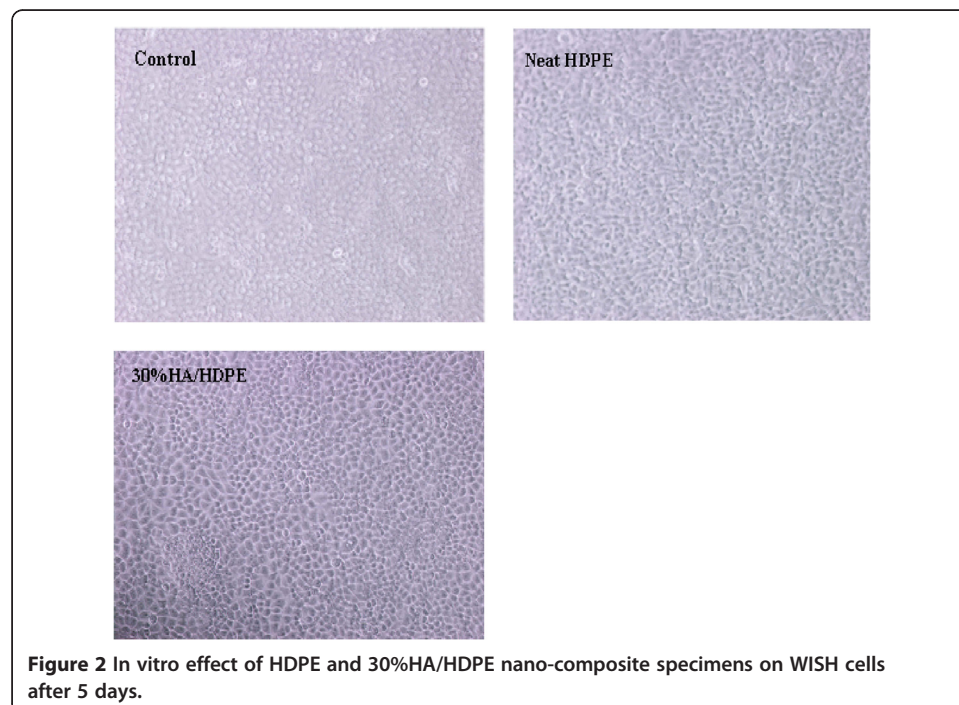 Control
Neat HDPE
30%HA/HDPE
Figure 2 In vitro effect of HDPE and 30%HA/HDPE nano-composite specimens on WISH cells
after 5 days.